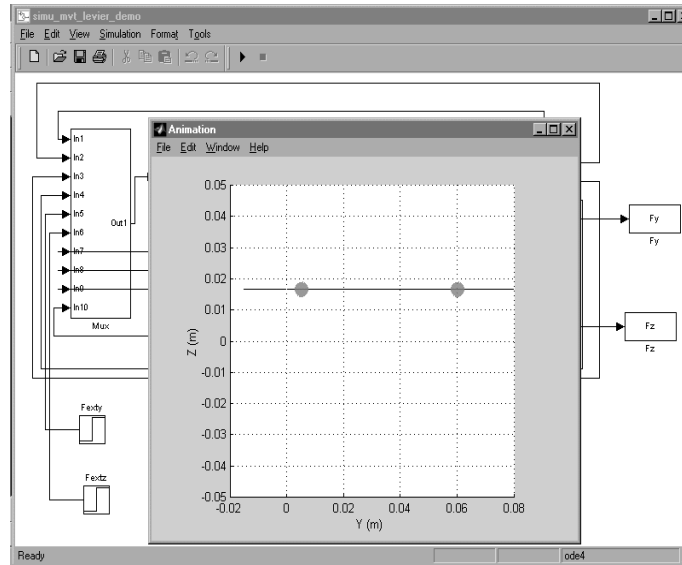 simu_mvt_levier_demo
File Edit View Simulation Format Tools
In1
In2
In3
In4
In5
In6
In7
In8
In9
In10
Out1
Mux
Fexty
Fextz
Animation
File Edit Window Help
0.05
0.04
0.03
0.02
0.01
0
-0.01
-0.02
-0.03
-0.04
-0.05
Z (m)
-0.02 0 0.02 0.04 0.06 0.08
Y (m)
Fy
Fy
Fz
Fz
Ready ode4